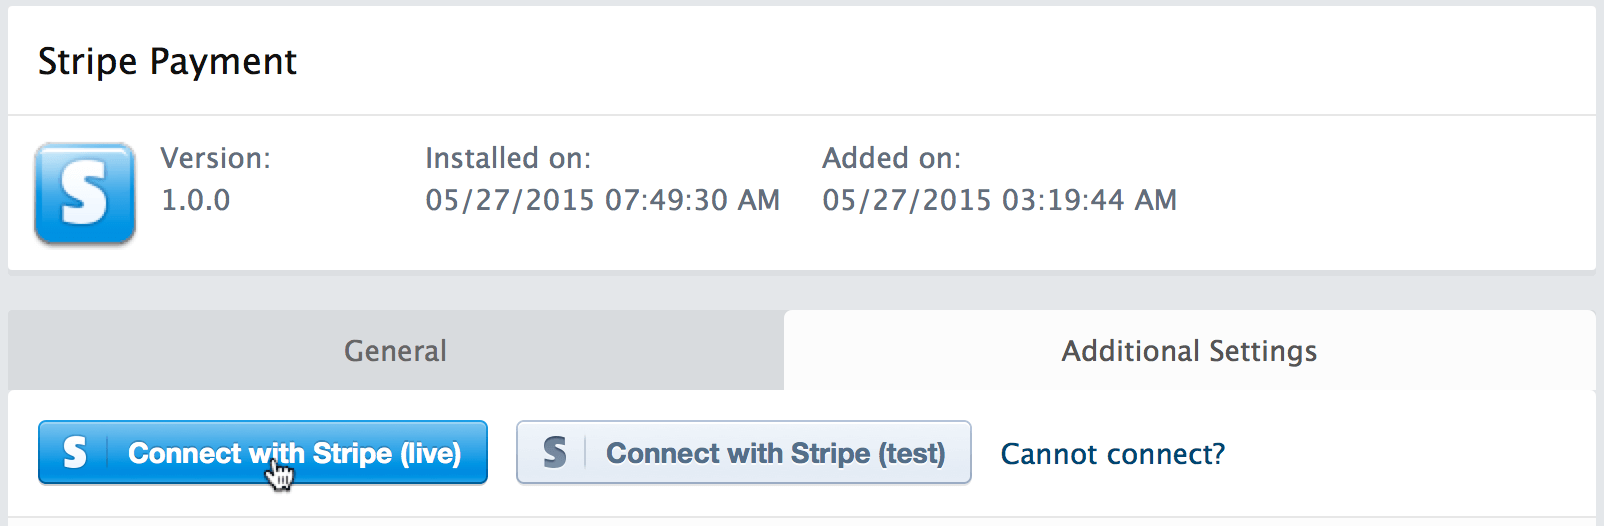 Stripe Payment
S
Version: Installed on: Added on:
1.0.0 05/27/2015 07:49:30 AM 05/27/2015 03:19:44 AM
General Additional Settings
S Connect with Stripe (live) S Connect with Stripe (test) Cannot connect?